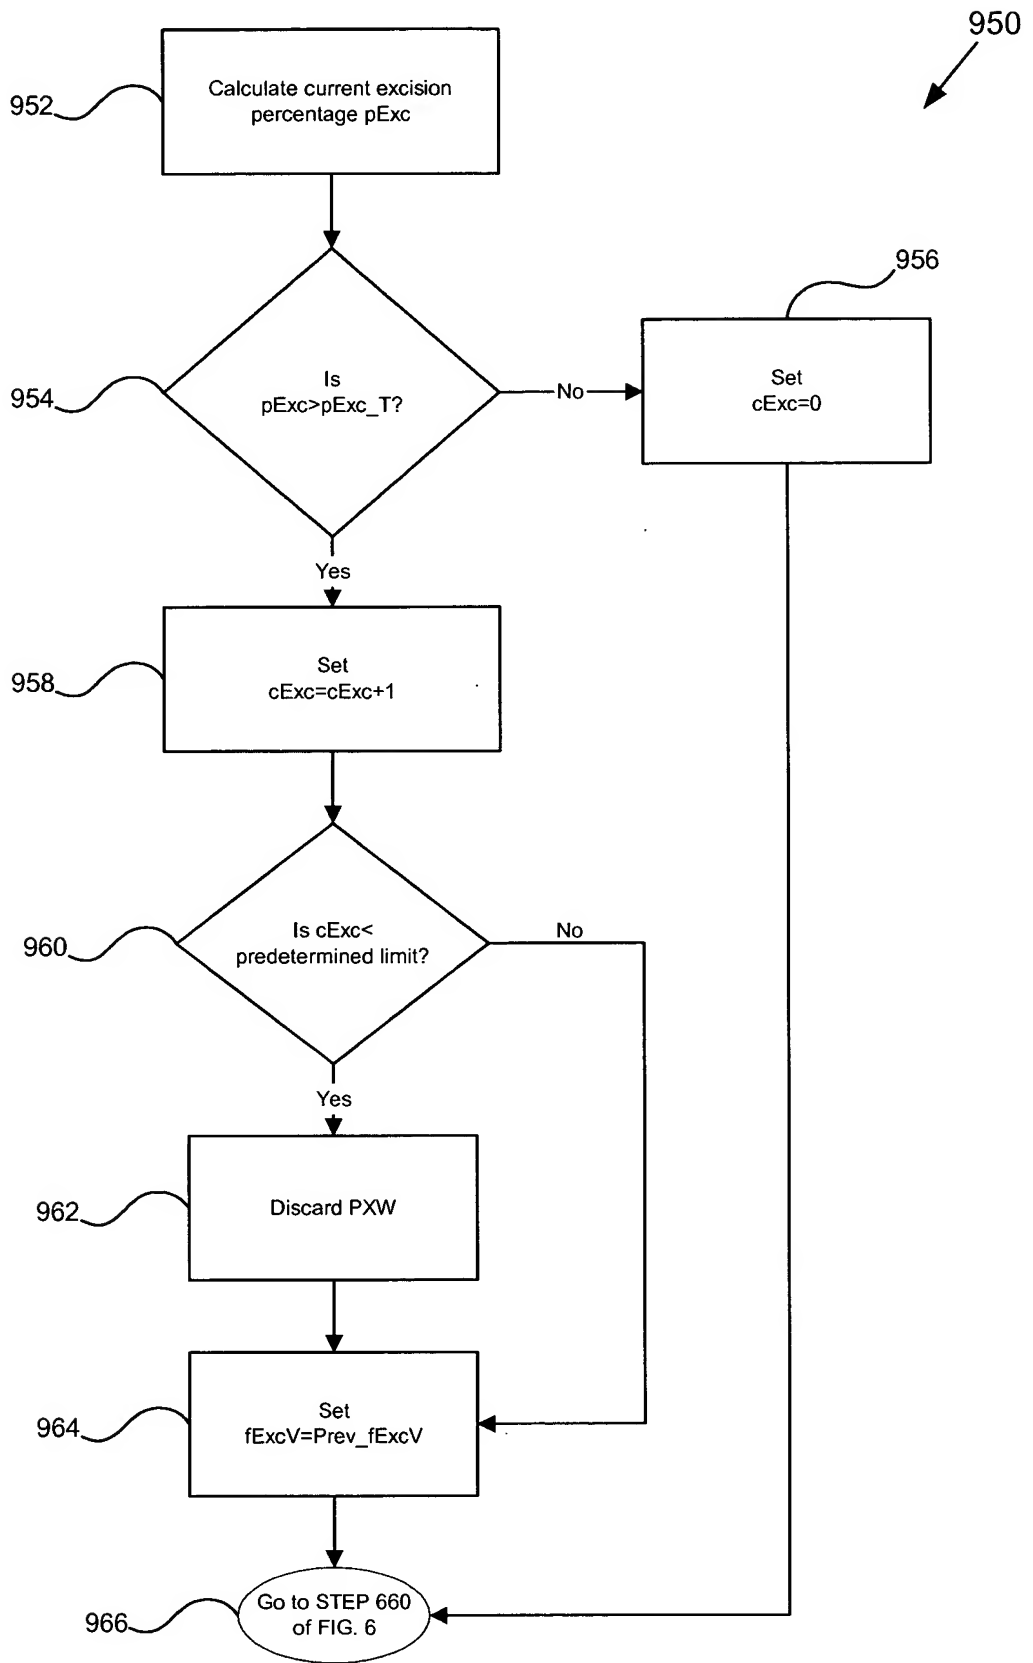 950
Calculate current excision
percentage pExc
952
956
Is
pExc>pExc_T?
954
No
Set
cExc=0
Yes
Set
cExc=cExc+1
958
Is cExc<
predetermined limit?
960
No
Yes
Discard PXW
962
Set
fExcV=Prev_fExcV
964
Go to STEP 660
of FIG. 6
966